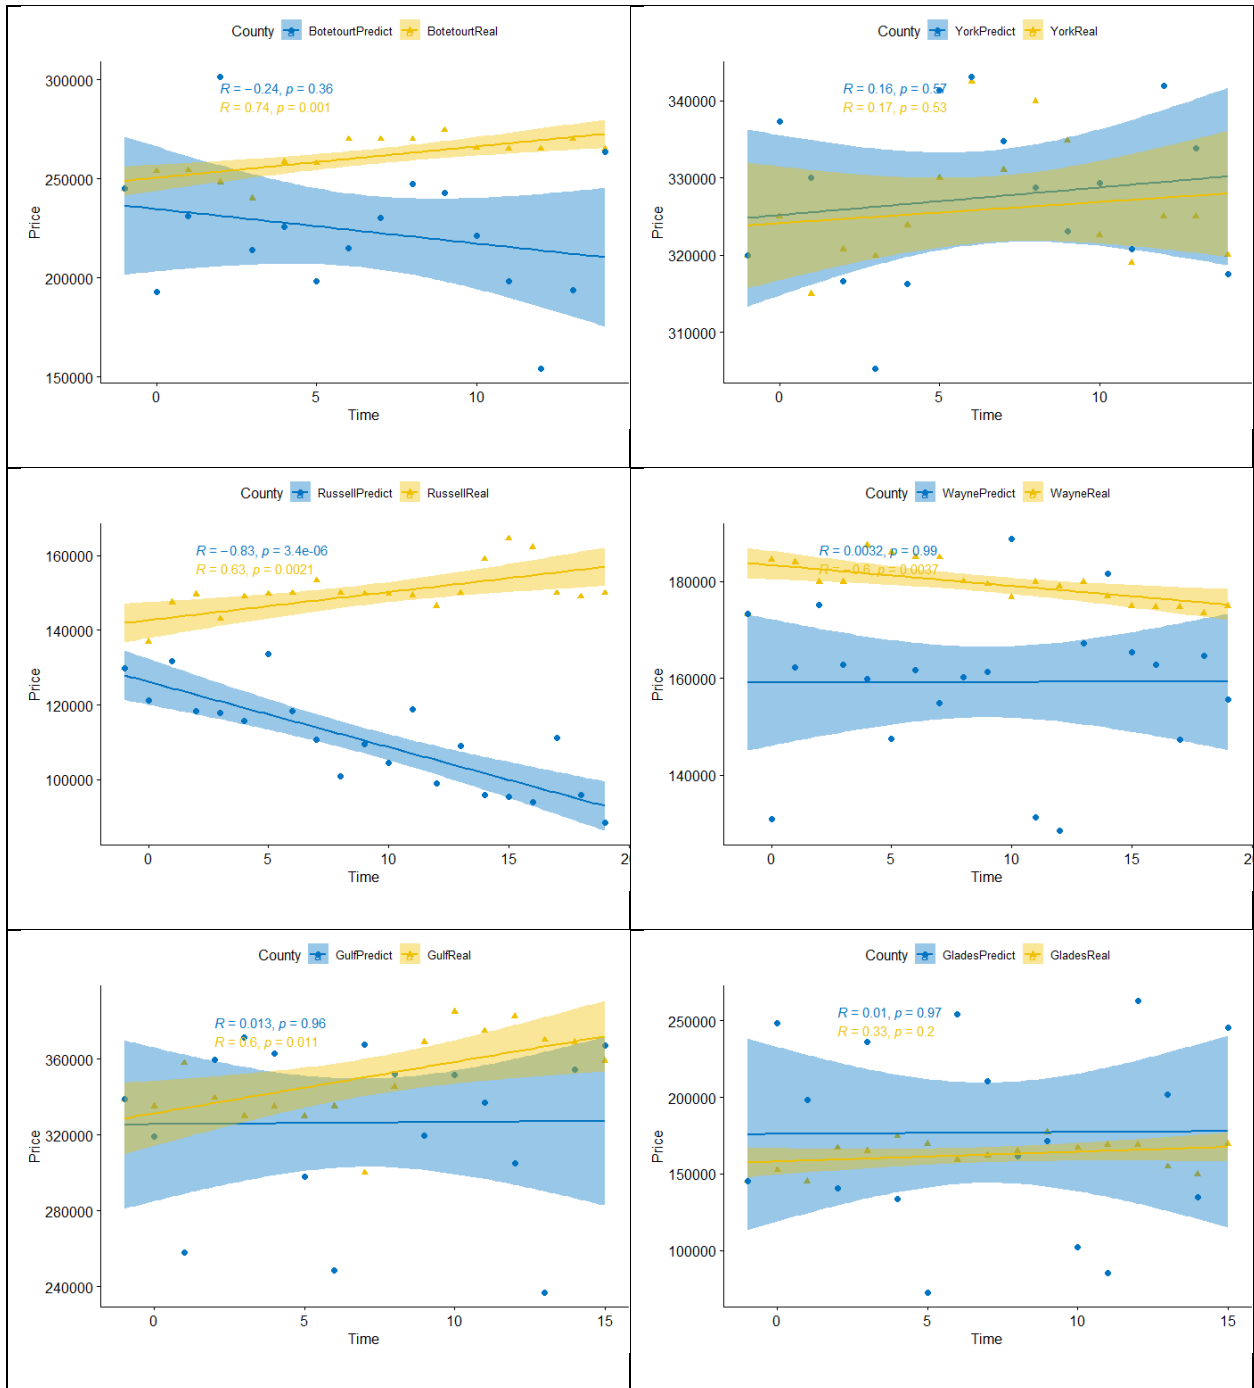 County BotetourtPredict BotetourtReal
R = −0.24, p = 0.36
R = 0.74, p = 0.001
300000
250000
200000
150000
Price
0 5 10
Time
County YorkPredict YorkReal
R = 0.16, p = 0.57
R = 0.17, p = 0.53
340000
330000
320000
310000
Price
0 5 10
Time
County RussellPredict RussellReal
R = −0.83, p = 3.4e-06
R = 0.63, p = 0.0021
160000
140000
120000
100000
Price
0 5 10 15 20
Time
County WaynePredict WayneReal
R = 0.0032, p = 0.99
R = −0.6, p = 0.0037
180000
160000
140000
Price
0 5 10 15 20
Time
County GulfPredict GulfReal
R = 0.013, p = 0.96
R = 0.6, p = 0.011
360000
320000
280000
240000
Price
0 5 10 15
Time
County GladesPredict GladesReal
R = 0.01, p = 0.97
R = 0.33, p = 0.2
250000
200000
150000
100000
Price
0 5 10 15
Time